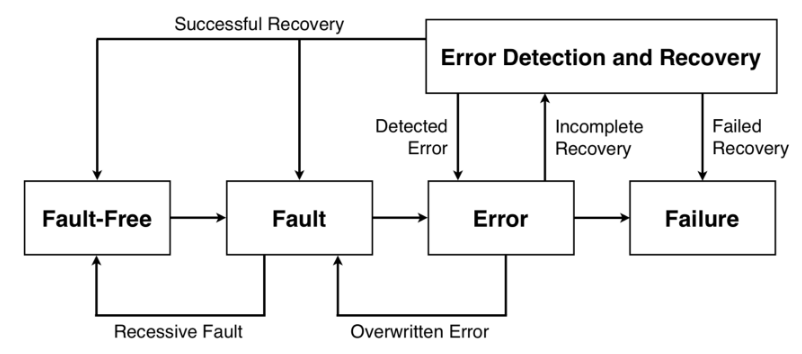 Successful Recovery
Error Detection and Recovery
Detected
Error
Incomplete
Recovery
Failed
Recovery
Fault-Free
Fault
Error
Failure
Recessive Fault
Overwritten Error